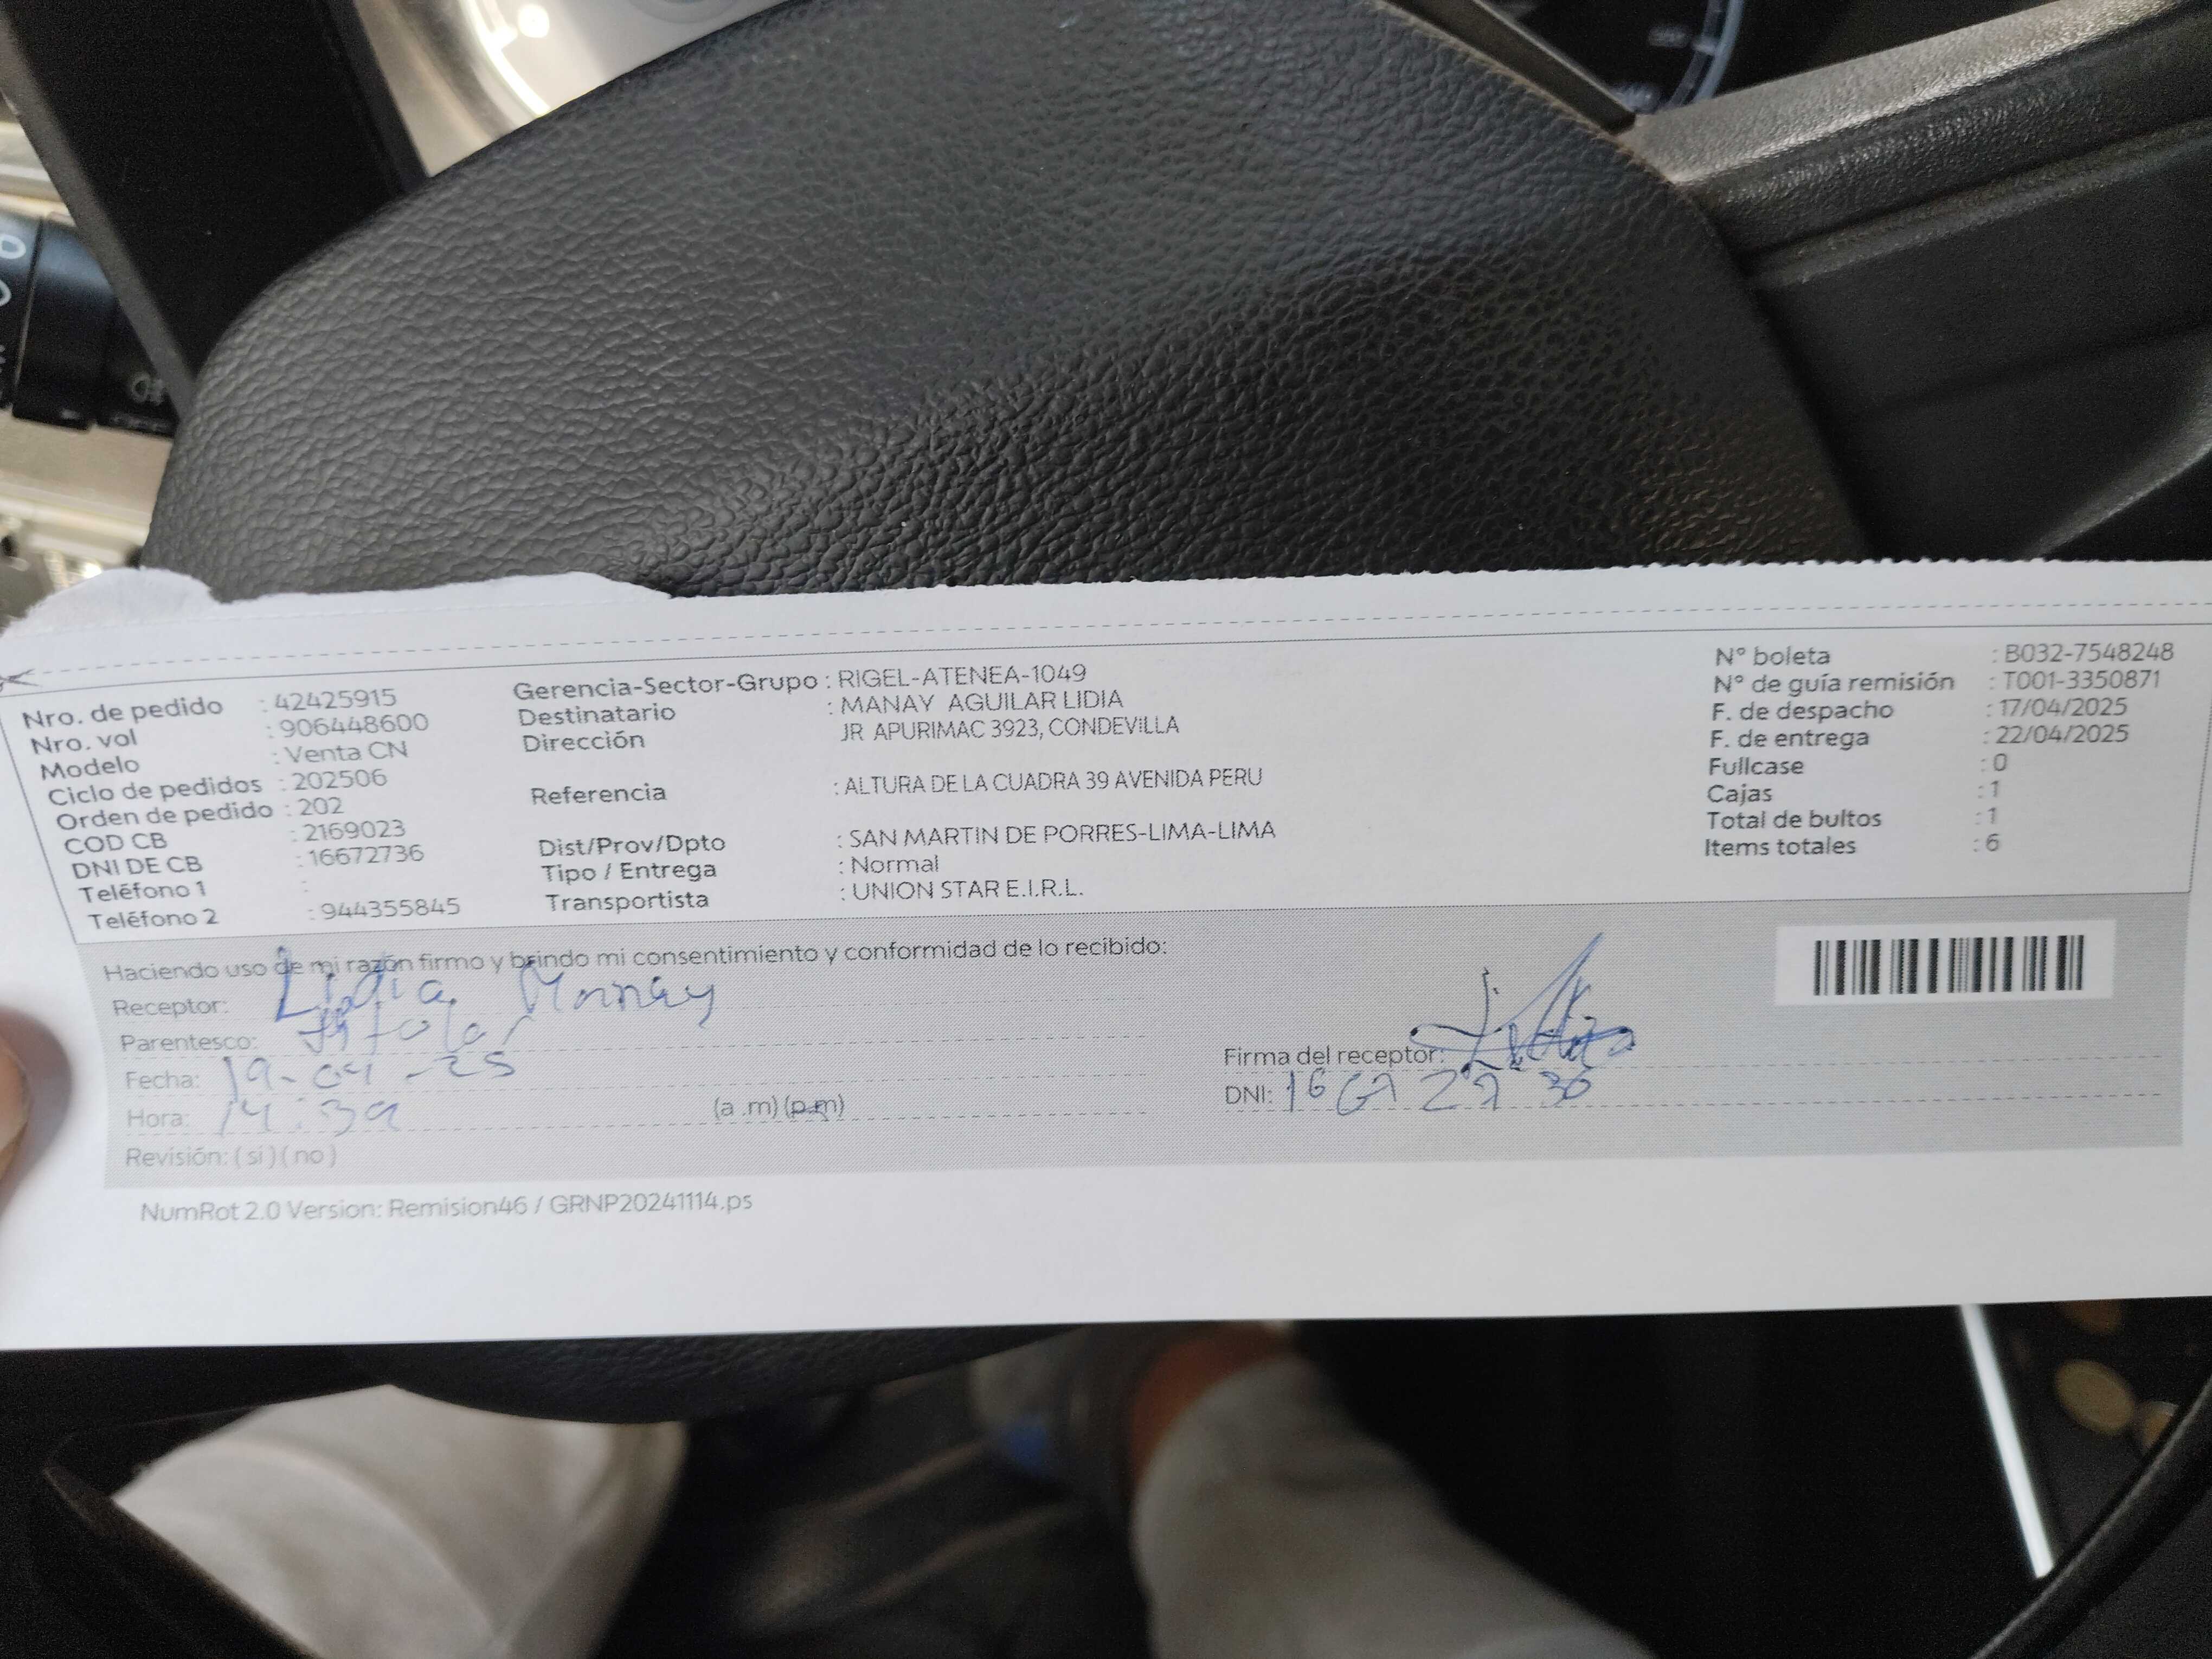 Nro. de pedido : 42425915
Nro. vol : 906448600
Modelo : Venta CN
Ciclo de pedidos : 202506
Orden de pedido : 202
COD CB : 2169023
DNI DE CB : 16672736
Teléfono 1 :
Teléfono 2 : 944355845
Gerencia-Sector-Grupo : RIGEL-ATENEA-1049
Destinatario : MANAY AGUILAR LIDIA
Dirección JR APURIMAC 3923, CONDEVILLA
Referencia : ALTURA DE LA CUADRA 39 AVENIDA PERU
Dist/Prov/Dpto : SAN MARTIN DE PORRES-LIMA-LIMA
Tipo / Entrega : Normal
Transportista : UNION STAR E.I.R.L.
N° boleta : B032-7548248
N° de guía remisión : T001-3350871
F. de despacho : 17/04/2025
F. de entrega : 22/04/2025
Fullcase : 0
Cajas : 1
Total de bultos : 1
Items totales : 6
Haciendo uso de mi razón firmo y brindo mi consentimiento y conformidad de lo recibido:
Receptor: Lidia Manay
Parentesco: titular
Fecha: 19-04-25
Hora: 14:39 (a .m) (p.m)
Revisión: ( si ) ( no )
Firma del receptor:
DNI: 16672736
NumRot 2.0 Version: Remision46 / GRNP20241114.ps